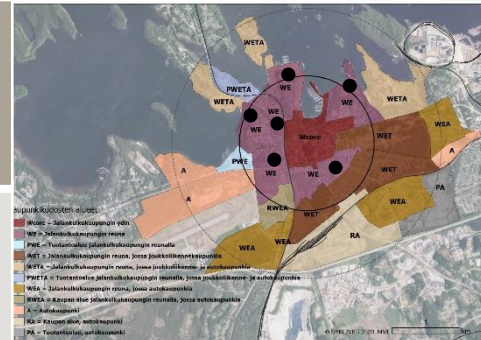 WETA
PWETA
WETA
WE
WE
WE
WE
WETA
Wcore
WET
WEA
A
PWE
WE
WE
WET
A
A
RWEA
WEA
PA
WET
WEA
WEA
RA
aupunkikudosten alueet
Wcore = Jalankulkukaupungin ydin
WE = Jalankulkukaupungin reuna
PWE = Tuotantoalue jalankulkukaupungin reunalla
WET = Jalankulkukaupungin reuna, jossa joukkoliikennekaupunkia
WETA = Jalankulkukaupungin reuna, jossa joukkoliikenne- ja autokaupunkia
PWETA = Tuotantoalue jalankulkukaupungin reunalla, jossa joukkoliikenne- ja autokaupunkia
WEA = Jalankulkukaupungin reuna, jossa autokaupunkia
RWEA = Kaupan alue jalankulkukaupungin reunalla, jossa autokaupunkia
A = Autokaupunki
RA = Kaupan alue, autokaupunki
PA = Tuotantoalue, autokaupunki